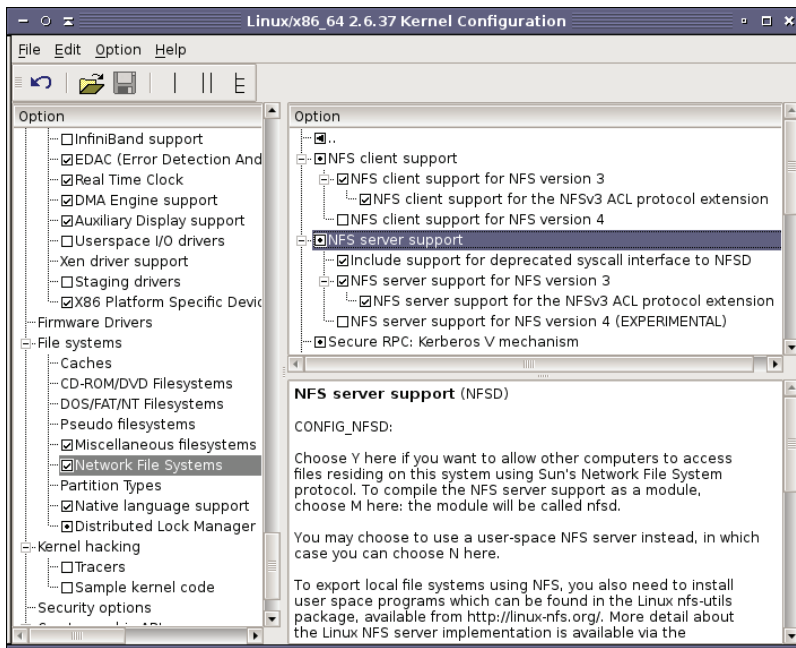 Linux/x86_64 2.6.37 Kernel Configuration
File Edit Option Help
Option
InfiniBand support
EDAC (Error Detection And
Real Time Clock
DMA Engine support
Auxiliary Display support
Userspace I/O drivers
Xen driver support
Staging drivers
X86 Platform Specific Devic
Firmware Drivers
File systems
Caches
CD-ROM/DVD Filesystems
DOS/FAT/NT Filesystems
Pseudo filesystems
Miscellaneous filesystems
Network File Systems
Partition Types
Native language support
Distributed Lock Manager
Kernel hacking
Tracers
Sample kernel code
Security options
Option
..
NFS client support
NFS client support for NFS version 3
NFS client support for the NFSv3 ACL protocol extension
NFS client support for NFS version 4
NFS server support
Include support for deprecated syscall interface to NFSD
NFS server support for NFS version 3
NFS server support for the NFSv3 ACL protocol extension
NFS server support for NFS version 4 (EXPERIMENTAL)
Secure RPC: Kerberos V mechanism
NFS server support (NFSD)
CONFIG_NFSD:
Choose Y here if you want to allow other computers to access
files residing on this system using Sun's Network File System
protocol. To compile the NFS server support as a module,
choose M here: the module will be called nfsd.
You may choose to use a user-space NFS server instead, in which
case you can choose N here.
To export local file systems using NFS, you also need to install
user space programs which can be found in the Linux nfs-utils
package, available from http://linux-nfs.org/. More detail about
the Linux NFS server implementation is available via the